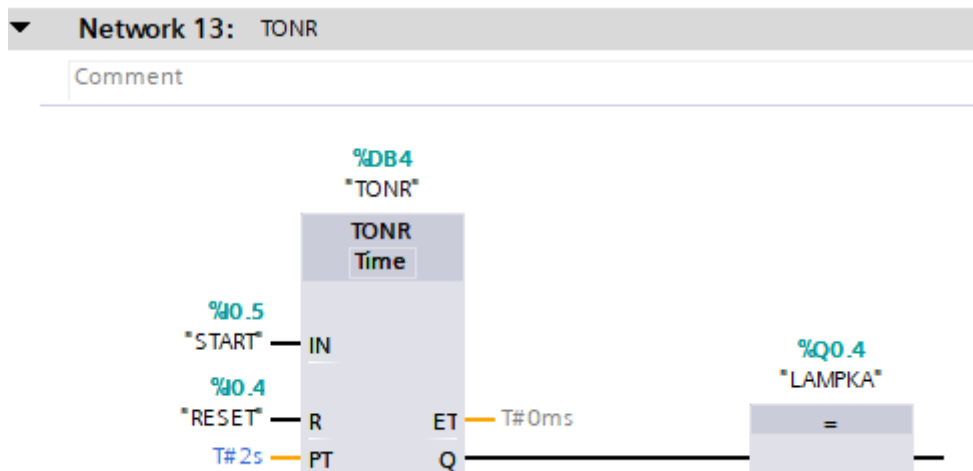 Network 13: TONR
Comment
%DB4
"TONR"
TONR
Time
%I0.5
"START"
IN
%Q0.4
"LAMPKA"
%I0.4
"RESET"
R
ET
T#0ms
=
T#2s
PT
Q